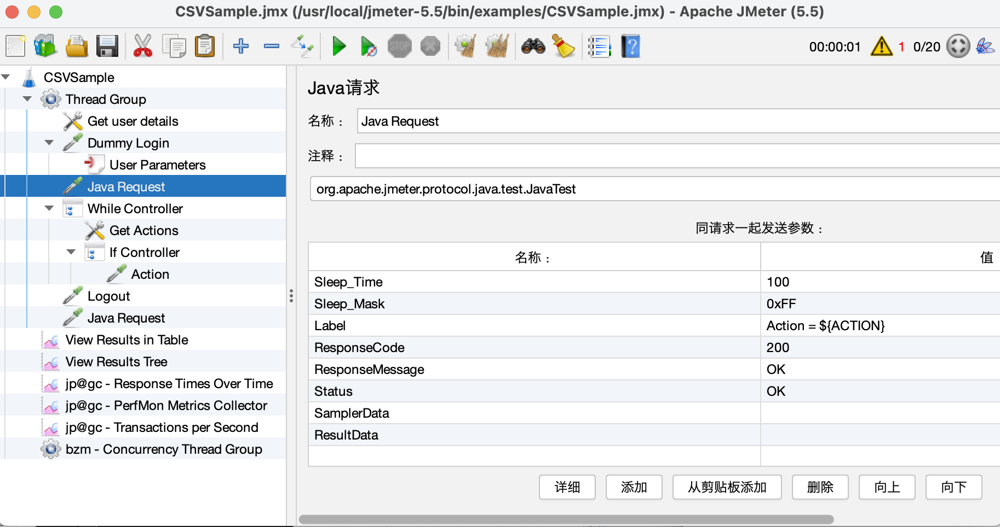 CSVSample.jmx (/usr/local/jmeter-5.5/bin/examples/CSVSample.jmx) - Apache JMeter (5.5)
STOP
?
00:00:01 1 0/20
CSVSample
Thread Group
Get user details
Dummy Login
User Parameters
Java Request
While Controller
Get Actions
If Controller
Action
Logout
Java Request
View Results in Table
View Results Tree
jp@gc - Response Times Over Time
jp@gc - PerfMon Metrics Collector
jp@gc - Transactions per Second
bzm - Concurrency Thread Group
Java请求
名称： Java Request
注释：
org.apache.jmeter.protocol.java.test.JavaTest
同请求一起发送参数：
名称： 值
Sleep_Time 100
Sleep_Mask 0xFF
Label Action = ${ACTION}
ResponseCode 200
ResponseMessage OK
Status OK
SamplerData
ResultData
详细 添加 从剪贴板添加 删除 向上 向下